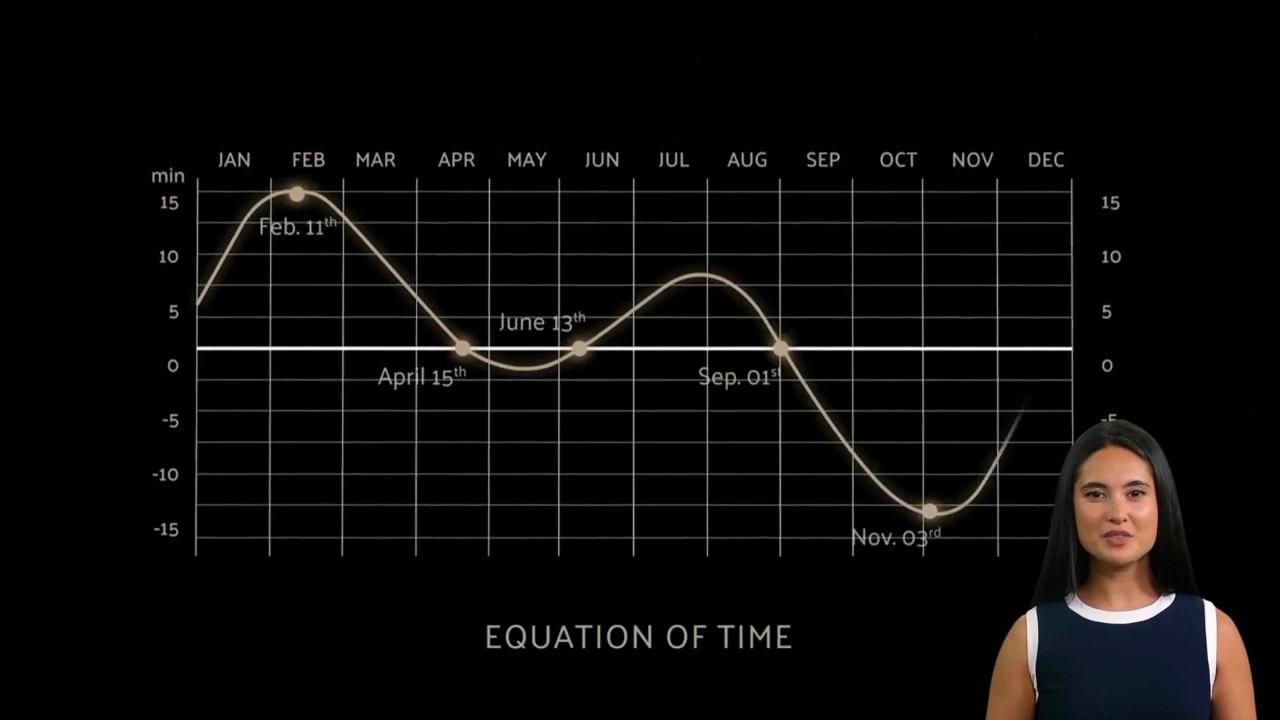 JAN FEB MAR APR MAY JUN JUL AUG SEP OCT NOV DEC
min
15 15
Feb. 11th
10 10
5 5
June 13th
0 0
April 15th Sep. 01st
-5 -5
-10
-15
Nov. 03rd
EQUATION OF TIME